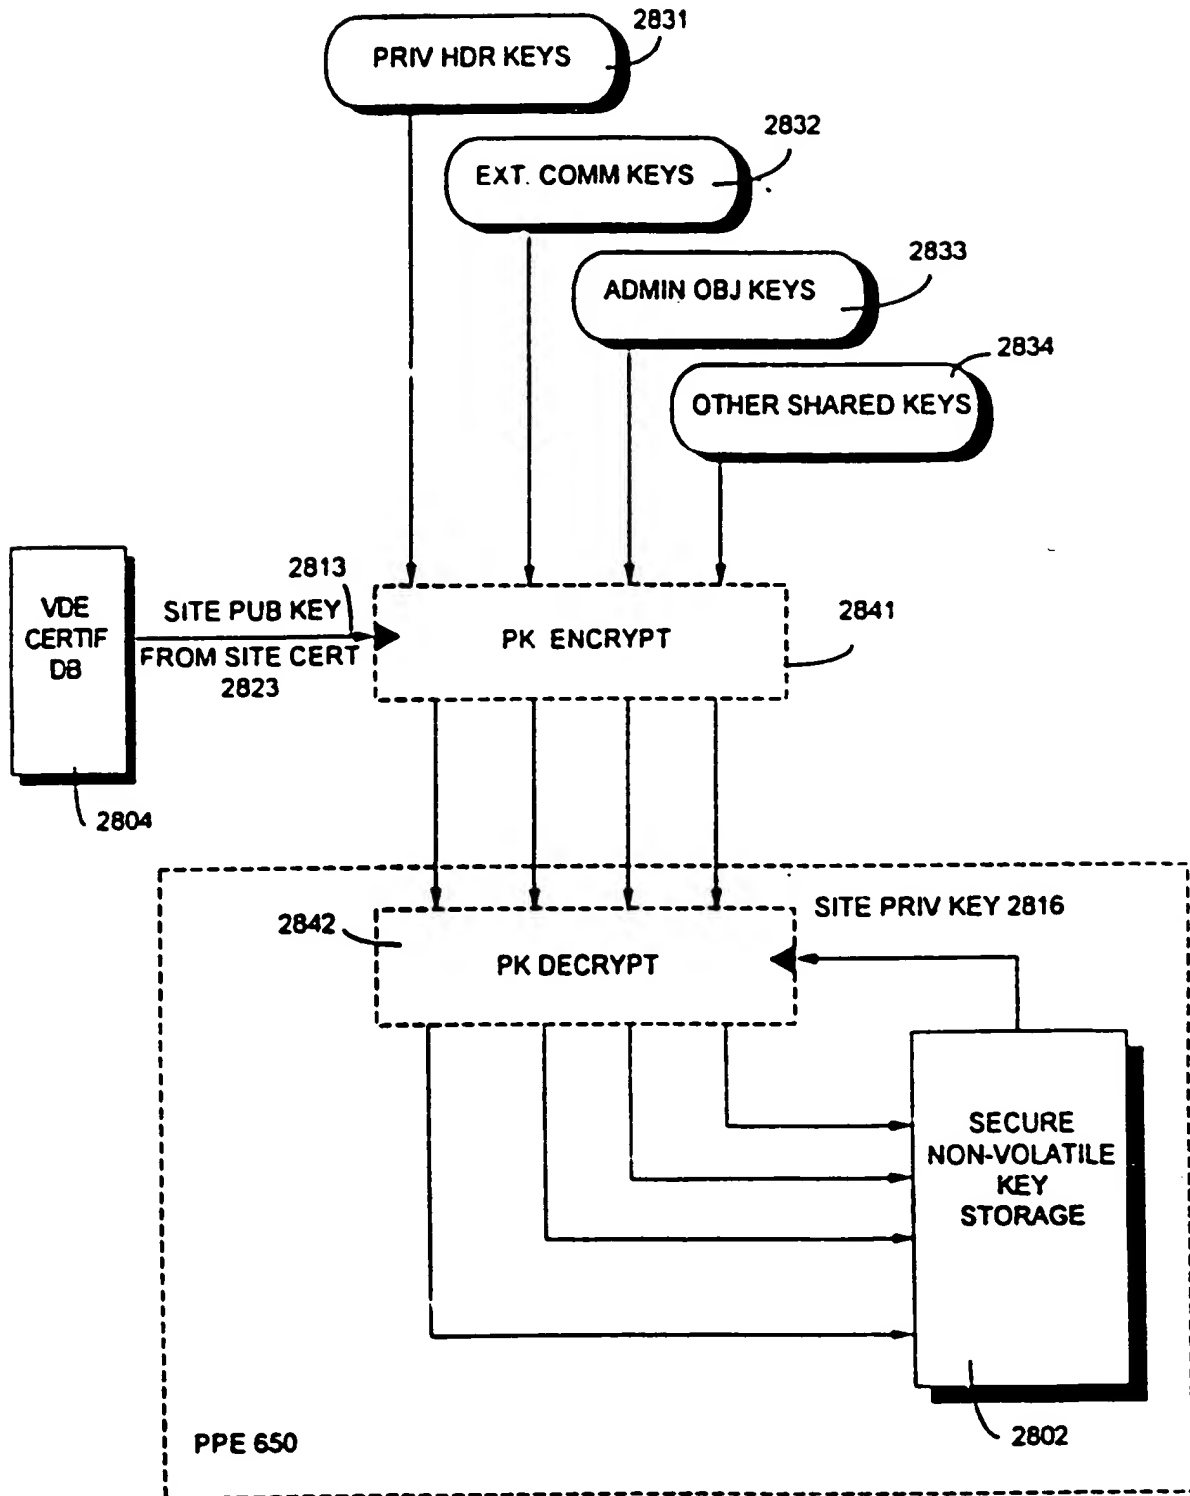 2831
PRIV HDR KEYS
2832
EXT. COMM KEYS
2833
ADMIN OBJ KEYS
2834
OTHER SHARED KEYS
2813
VDE
CERTIF
DB
SITE PUB KEY
FROM SITE CERT
2823
PK ENCRYPT
2841
2804
2842
SITE PRIV KEY 2816
PK DECRYPT
SECURE
NON-VOLATILE
KEY
STORAGE
2802
PPE 650